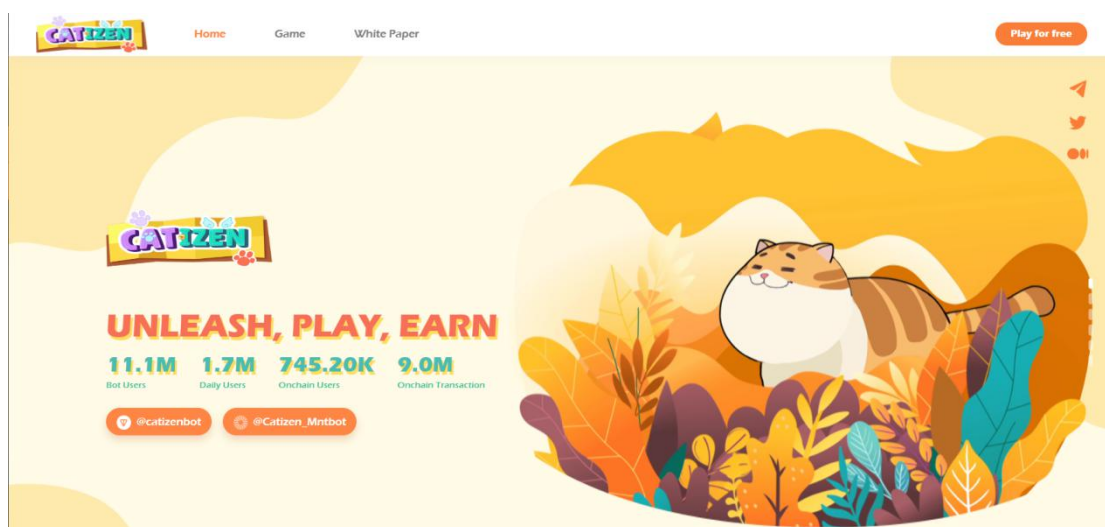 CATIZEN
Home Game White Paper
Play for free
CATIZEN
UNLEASH, PLAY, EARN
11.1M 1.7M 745.20K 9.0M
Bot Users Daily Users Onchain Users Onchain Transaction
@catizenbot @Catizen_Mntbot